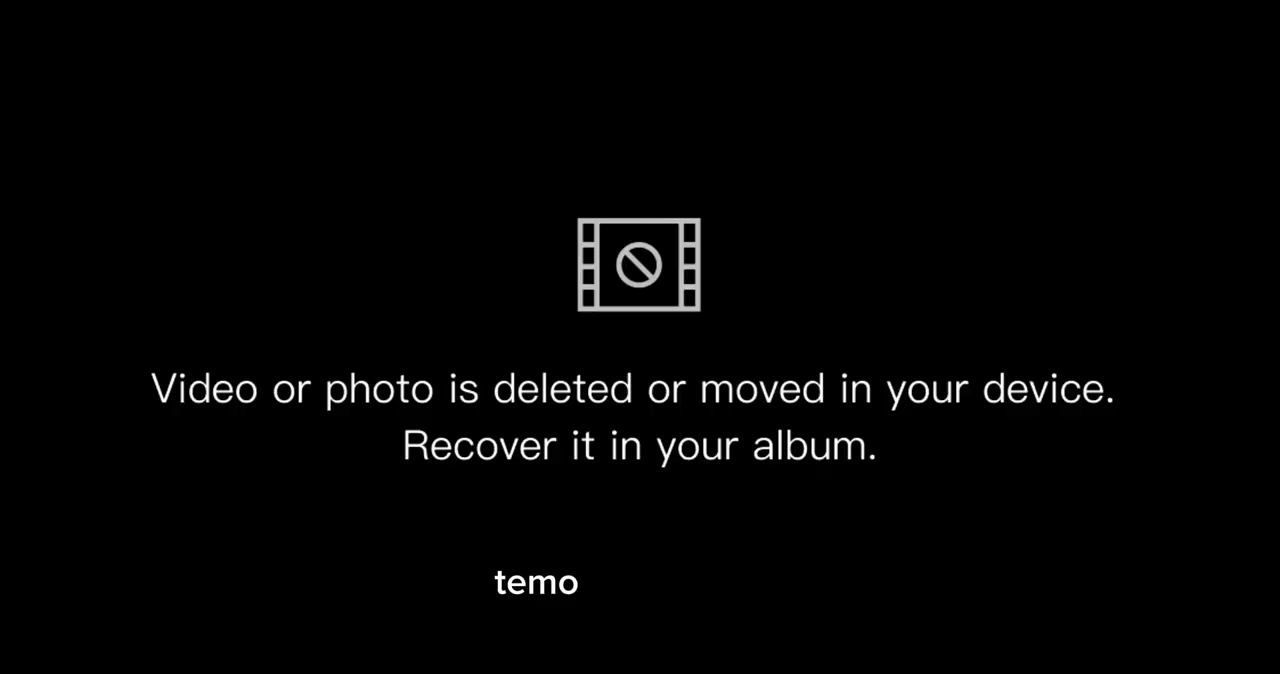 Video or photo is deleted or moved in your device.
Recover it in your album.
temo